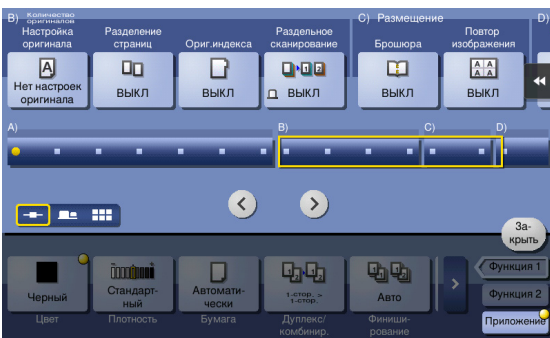 B) Количество
оригиналов
Настройка
оригинала
Разделение
страниц
Ориг.индекса
Раздельное
сканирование
C) Размещение
Брошюра
Повтор
изображения
D)
A
Нет настроек
оригинала
ВЫКЛ
ВЫКЛ
1 2
ВЫКЛ
ВЫКЛ
A A
A A
ВЫКЛ
A)
B)
C)
D)
За-
крыть
Черный
Стандарт-
ный
Автомати-
чески
1-стор. >
1-стор.
Авто
Функция 1
Функция 2
Приложение
Цвет
Плотность
Бумага
Дуплекс/
комбинир.
Финиши-
рование